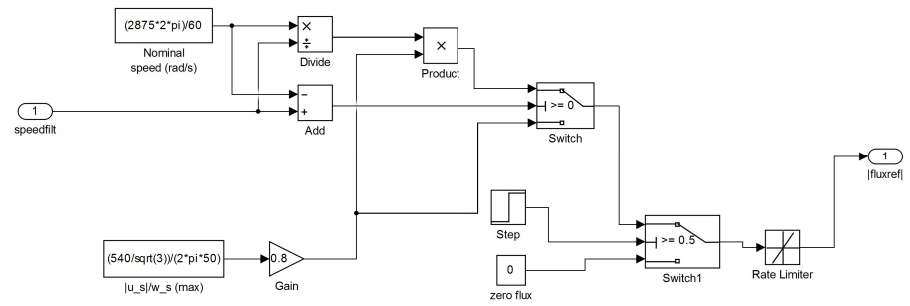 (2875*2*pi)/60
Nominal
speed (rad/s)
×
÷
Divide
×
Product
1
speedfilt
−
+
Add
>= 0
Switch
Step
(540/sqrt(3))/(2*pi*50)
|u_s|/w_s (max)
0.8
Gain
0
zero flux
>= 0.5
Switch1
Rate Limiter
1
|fluxref|